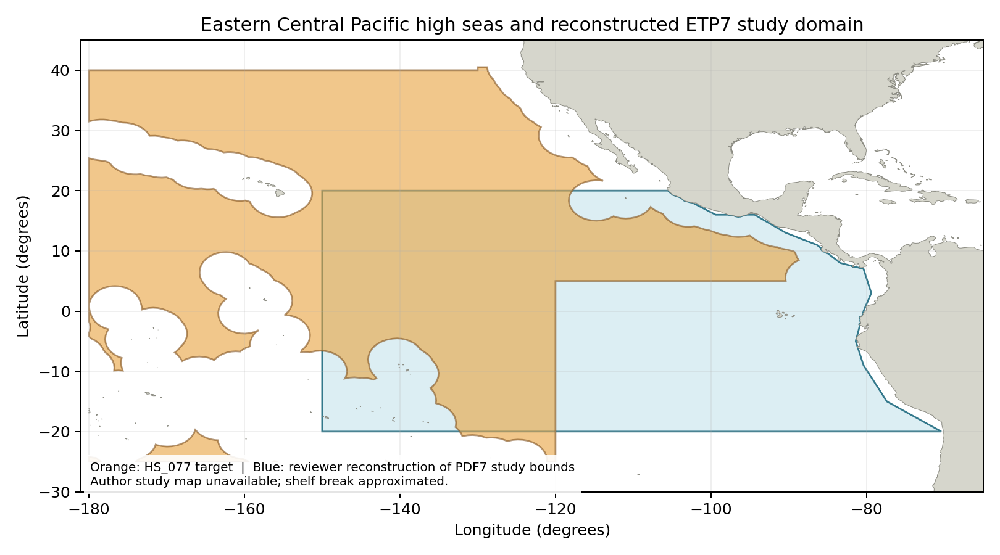 Eastern Central Pacific high seas and reconstructed ETP7 study domain
40
30
20
10
0
−10
−20
−30
Latitude (degrees)
Orange: HS_077 target | Blue: reviewer reconstruction of PDF7 study bounds
Author study map unavailable; shelf break approximated.
−180 −160 −140 −120 −100 −80
Longitude (degrees)